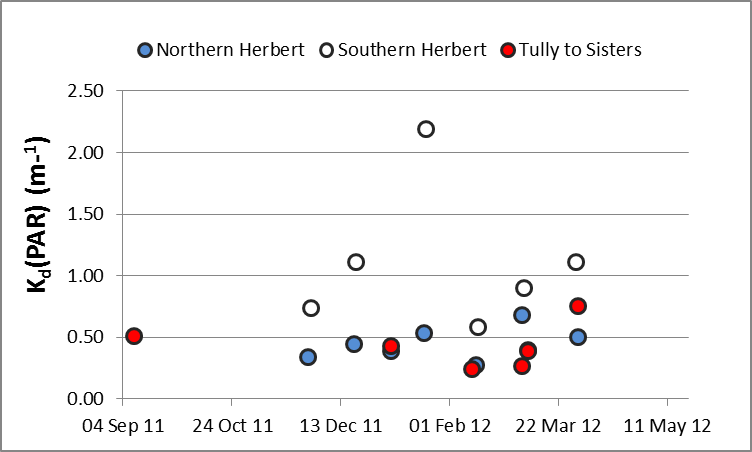 Northern Herbert Southern Herbert Tully to Sisters
2.50
2.00
1.50
1.00
0.50
0.00
Kd(PAR) (m-1)
04 Sep 11 24 Oct 11 13 Dec 11 01 Feb 12 22 Mar 12 11 May 12